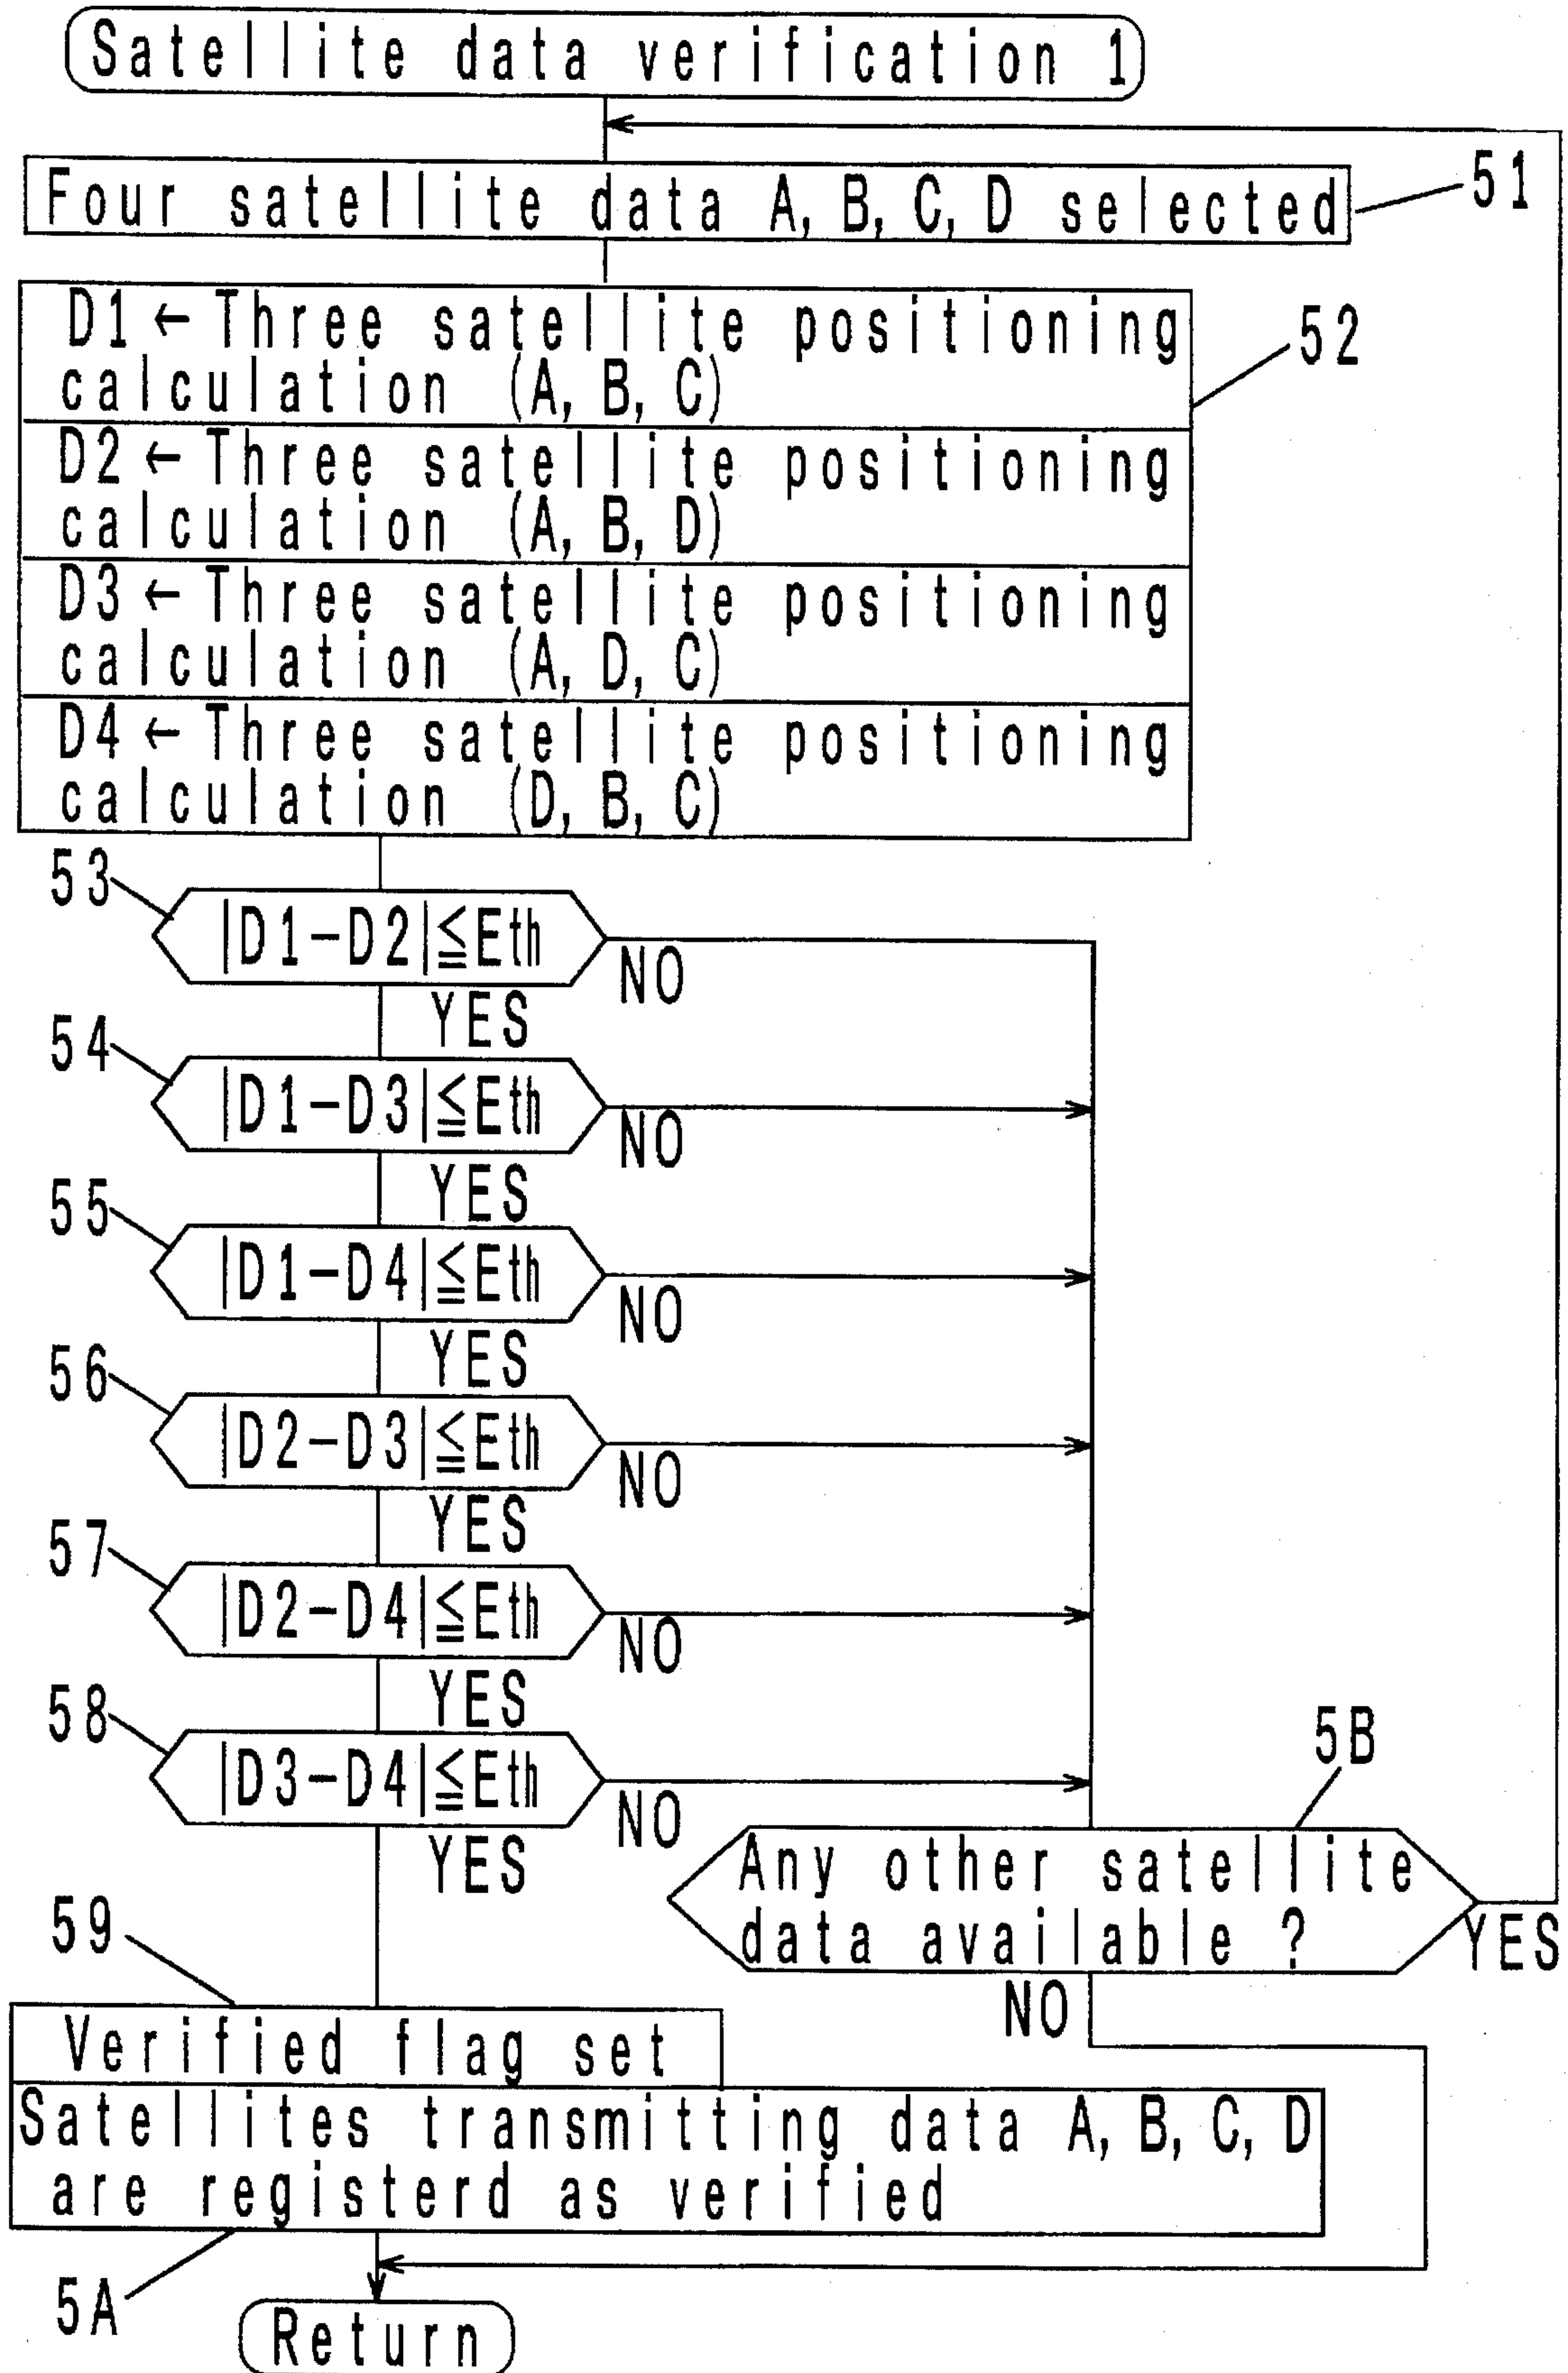 Satellite data verification 1
Four satellite data A, B, C, D selected
51
D1 ← Three satellite positioning
calculation (A, B, C)
52
D2 ← Three satellite positioning
calculation (A, B, D)
D3 ← Three satellite positioning
calculation (A, D, C)
D4 ← Three satellite positioning
calculation (D, B, C)
53
|D1-D2|≦Eth
NO
YES
54
|D1-D3|≦Eth
NO
YES
55
|D1-D4|≦Eth
NO
YES
56
|D2-D3|≦Eth
NO
YES
57
|D2-D4|≦Eth
NO
YES
58
|D3-D4|≦Eth
NO
YES
5B
Any other satellite
data available ?
YES
NO
59
Verified flag set
Satellites transmitting data A, B, C, D
are registerd as verified
5A
Return